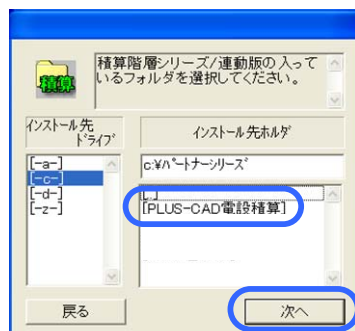 積算
積算階層シリーズ/連動版の入って
いるフォルダを選択してください。
インストール先
ドライブ
インストール先ホルダ
[-a-]
[-c-]
[-d-]
[-z-]
c:¥パートナーシリーズ
[..]
[PLUS-CAD電設積算]
戻る
次へ